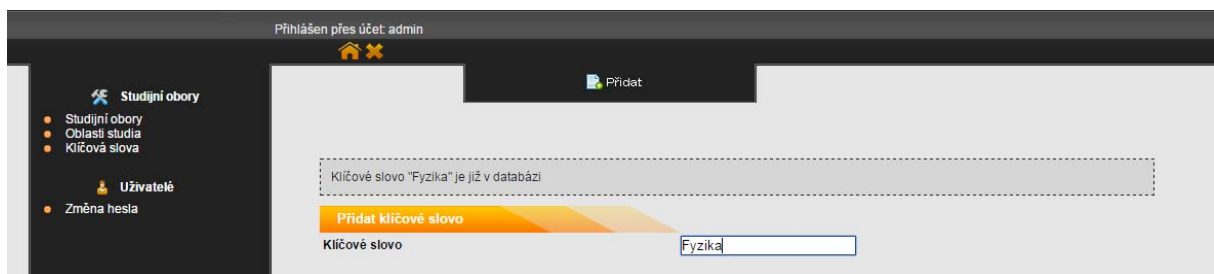 Přihlášen přes účet: admin
Přidat
Studijní obory
Studijní obory
Oblasti studia
Klíčová slova
Uživatelé
Změna hesla
Klíčové slovo "Fyzika" je již v databázi
Přidat klíčové slovo
Klíčové slovo Fyzika